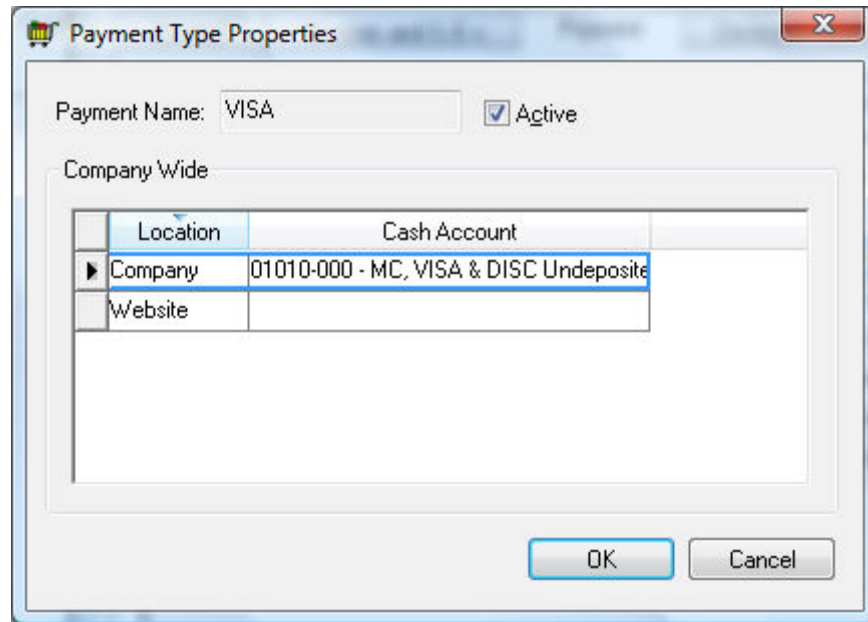 Payment Type Properties
Payment Name: VISA Active
Company Wide
Location Cash Account
Company 01010-000 - MC, VISA & DISC Undeposite
Website
OK Cancel